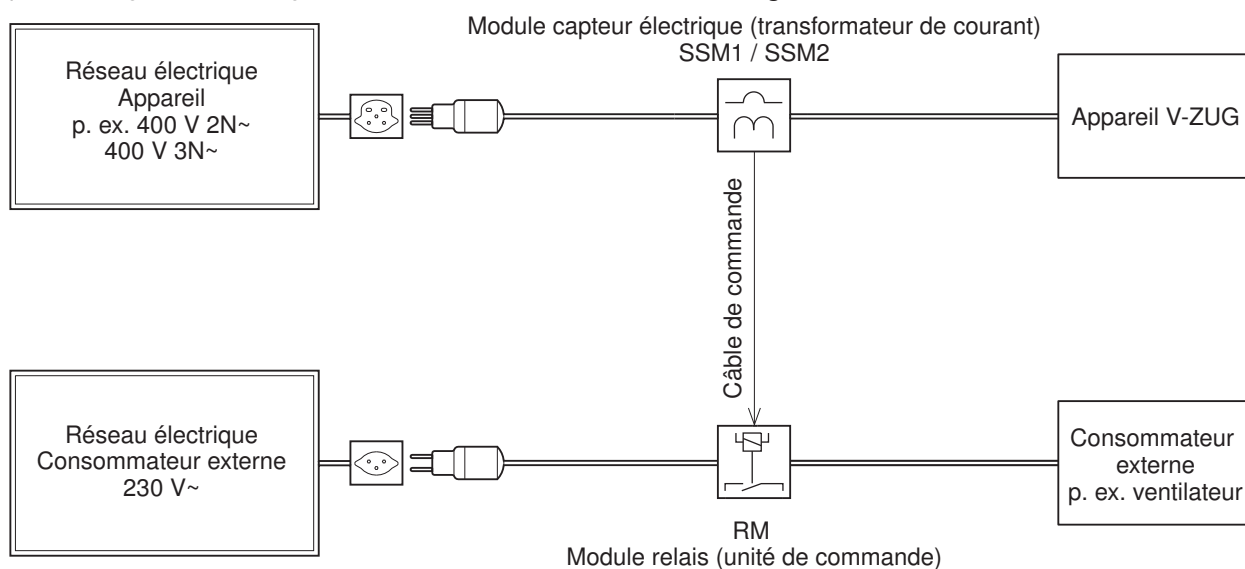 Module capteur électrique (transformateur de courant)
SSM1 / SSM2
Réseau électrique
Appareil
p. ex. 400 V 2N~
400 V 3N~
Appareil V-ZUG
Câble de commande
Réseau électrique
Consommateur externe
230 V~
Consommateur
externe
p. ex. ventilateur
RM
Module relais (unité de commande)